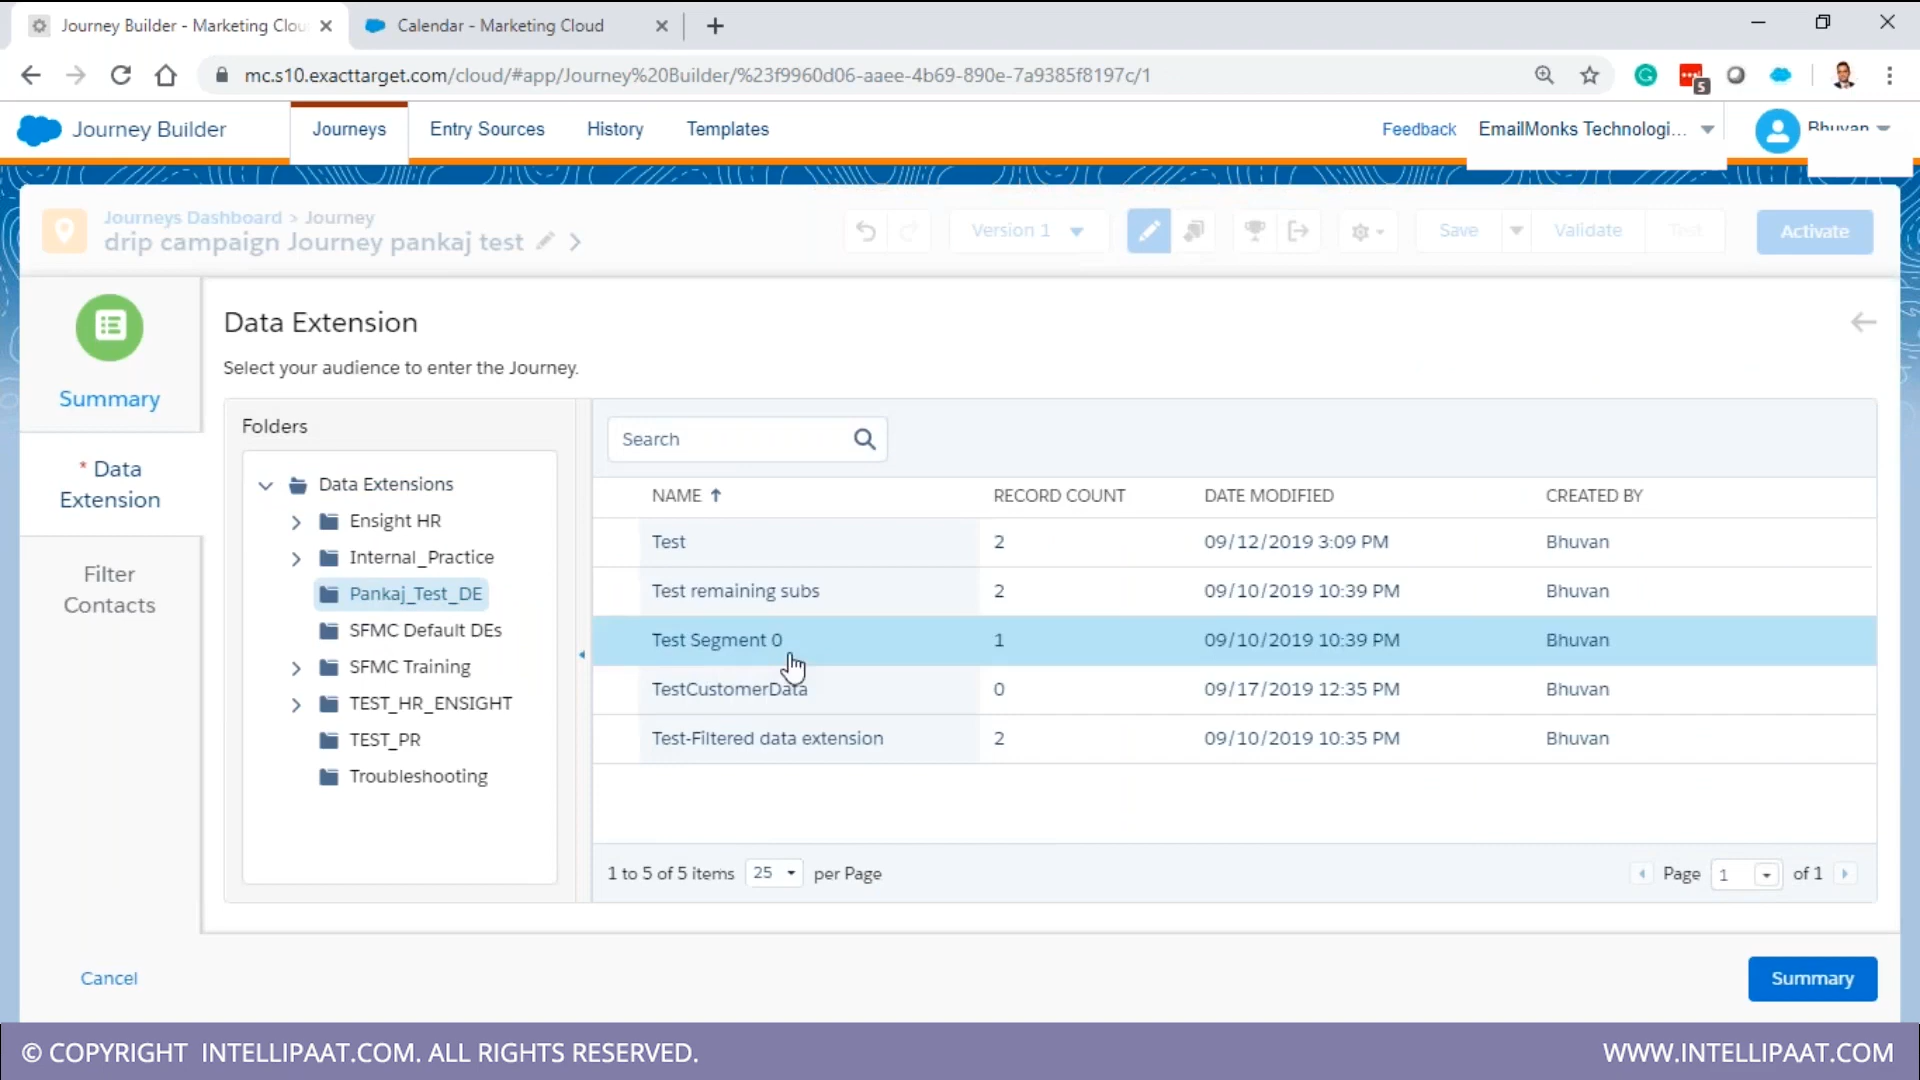 Journey Builder - Marketing Clou
Calendar - Marketing Cloud
mc.s10.exacttarget.com/cloud/#app/Journey%20Builder/%23f9960d06-aaee-4b69-890e-7a9385f8197c/1
S
Journey Builder
Journeys
Entry Sources
History
Templates
Feedback
EmailMonks Technologi...
Bhuvan
Journeys Dashboard > Journey
drip campaign Journey pankaj test
Version 1
Save
Validate
Test
Activate
Summary
* Data
Extension
Filter
Contacts
Data Extension
Select your audience to enter the Journey.
Folders
Data Extensions
Ensight HR
Internal_Practice
Pankaj_Test_DE
SFMC Default DEs
SFMC Training
TEST_HR_ENSIGHT
TEST_PR
Troubleshooting
Search
NAME RECORD COUNT DATE MODIFIED CREATED BY
Test 2 09/12/2019 3:09 PM Bhuvan
Test remaining subs 2 09/10/2019 10:39 PM Bhuvan
Test Segment 0 1 09/10/2019 10:39 PM Bhuvan
TestCustomerData 0 09/17/2019 12:35 PM Bhuvan
Test-Filtered data extension 2 09/10/2019 10:35 PM Bhuvan
1 to 5 of 5 items 25 per Page
Page 1 of 1
Cancel
Summary
© COPYRIGHT INTELLIPAAT.COM. ALL RIGHTS RESERVED.
WWW.INTELLIPAAT.COM